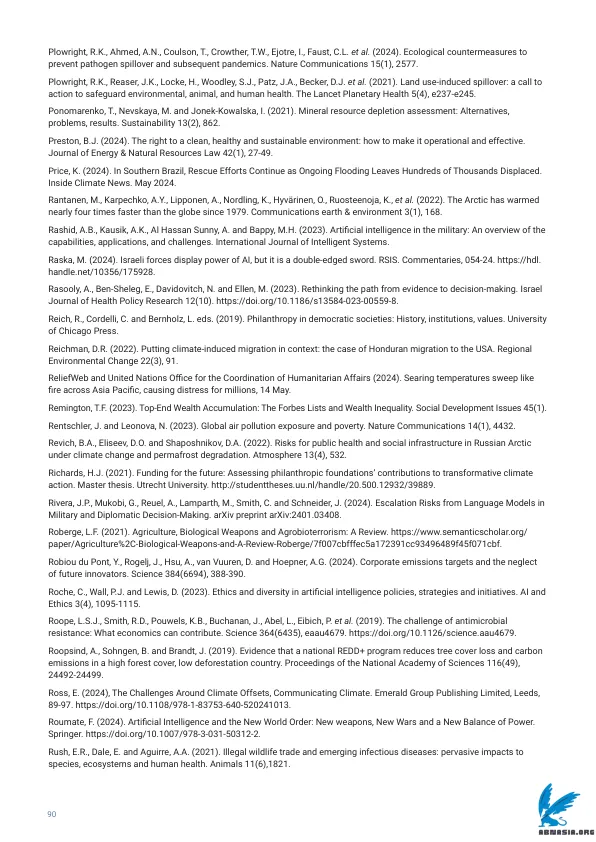 Plowright, R.K., Ahmed, A.N., Coulson, T., Crowther, T.W., Ejotre, I., Faust, C.L. et al. (2024). Ecological countermeasures to
prevent pathogen spillover and subsequent pandemics. Nature Communications 15(1), 2577.
Plowright, R.K., Reaser, J.K., Locke, H., Woodley, S.J., Patz, J.A., Becker, D.J. et al. (2021). Land use-induced spillover: a call to
action to safeguard environmental, animal, and human health. The Lancet Planetary Health 5(4), e237-e245.
Ponomarenko, T., Nevskaya, M. and Jonek-Kowalska, I. (2021). Mineral resource depletion assessment: Alternatives,
problems, results. Sustainability 13(2), 862.
Preston, B.J. (2024). The right to a clean, healthy and sustainable environment: how to make it operational and effective.
Journal of Energy & Natural Resources Law 42(1), 27-49.
Price, K. (2024). In Southern Brazil, Rescue Efforts Continue as Ongoing Flooding Leaves Hundreds of Thousands Displaced.
Inside Climate News. May 2024.
Rantanen, M., Karpechko, A.Y., Lipponen, A., Nordling, K., Hyvärinen, O., Ruosteenoja, K., et al. (2022). The Arctic has warmed
nearly four times faster than the globe since 1979. Communications earth & environment 3(1), 168.
Rashid, A.B., Kausik, A.K., Al Hassan Sunny, A. and Bappy, M.H. (2023). Artificial intelligence in the military: An overview of the
capabilities, applications, and challenges. International Journal of Intelligent Systems.
Raska, M. (2024). Israeli forces display power of AI, but it is a double-edged sword. RSIS. Commentaries, 054-24. https://hdl.
handle.net/10356/175928.
Rasooly, A., Ben-Sheleg, E., Davidovitch, N. and Ellen, M. (2023). Rethinking the path from evidence to decision-making. Israel
Journal of Health Policy Research 12(10). https://doi.org/10.1186/s13584-023-00559-8.
Reich, R., Cordelli, C. and Bernholz, L. eds. (2019). Philanthropy in democratic societies: History, institutions, values. University
of Chicago Press.
Reichman, D.R. (2022). Putting climate-induced migration in context: the case of Honduran migration to the USA. Regional
Environmental Change 22(3), 91.
ReliefWeb and United Nations Office for the Coordination of Humanitarian Affairs (2024). Searing temperatures sweep like
fire across Asia Pacific, causing distress for millions, 14 May.
Remington, T.F. (2023). Top-End Wealth Accumulation: The Forbes Lists and Wealth Inequality. Social Development Issues 45(1).
Rentschler, J. and Leonova, N. (2023). Global air pollution exposure and poverty. Nature Communications 14(1), 4432.
Revich, B.A., Eliseev, D.O. and Shaposhnikov, D.A. (2022). Risks for public health and social infrastructure in Russian Arctic
under climate change and permafrost degradation. Atmosphere 13(4), 532.
Richards, H.J. (2021). Funding for the future: Assessing philanthropic foundations' contributions to transformative climate
action. Master thesis. Utrecht University. http://studenttheses.uu.nl/handle/20.500.12932/39889.
Rivera, J.P., Mukobi, G., Reuel, A., Lamparth, M., Smith, C. and Schneider, J. (2024). Escalation Risks from Language Models in
Military and Diplomatic Decision-Making. arXiv preprint arXiv:2401.03408.
Roberge, L.F. (2021). Agriculture, Biological Weapons and Agrobioterrorism: A Review. https://www.semanticscholar.org/
paper/Agriculture%2C-Biological-Weapons-and-A-Review-Roberge/7f007cbfffec5a172391cc93496489f45f071cbf.
Robiou du Pont, Y., Rogelj, J., Hsu, A., van Vuuren, D. and Hoepner, A.G. (2024). Corporate emissions targets and the neglect
of future innovators. Science 384(6694), 388-390.
Roche, C., Wall, P.J. and Lewis, D. (2023). Ethics and diversity in artificial intelligence policies, strategies and initiatives. AI and
Ethics 3(4), 1095-1115.
Roope, L.S.J., Smith, R.D., Pouwels, K.B., Buchanan, J., Abel, L., Eibich, P. et al. (2019). The challenge of antimicrobial
resistance: What economics can contribute. Science 364(6435), eaau4679. https://doi.org/10.1126/science.aau4679.
Roopsind, A., Sohngen, B. and Brandt, J. (2019). Evidence that a national REDD+ program reduces tree cover loss and carbon
emissions in a high forest cover, low deforestation country. Proceedings of the National Academy of Sciences 116(49),
24492-24499.
Ross, E. (2024), The Challenges Around Climate Offsets, Communicating Climate. Emerald Group Publishing Limited, Leeds,
89-97. https://doi.org/10.1108/978-1-83753-640-520241013.
Roumate, F. (2024). Artificial Intelligence and the New World Order: New weapons, New Wars and a New Balance of Power.
Springer. https://doi.org/10.1007/978-3-031-50312-2.
Rush, E.R., Dale, E. and Aguirre, A.A. (2021). Illegal wildlife trade and emerging infectious diseases: pervasive impacts to
species, ecosystems and human health. Animals 11(6),1821.
90
ABNASIA.ORG